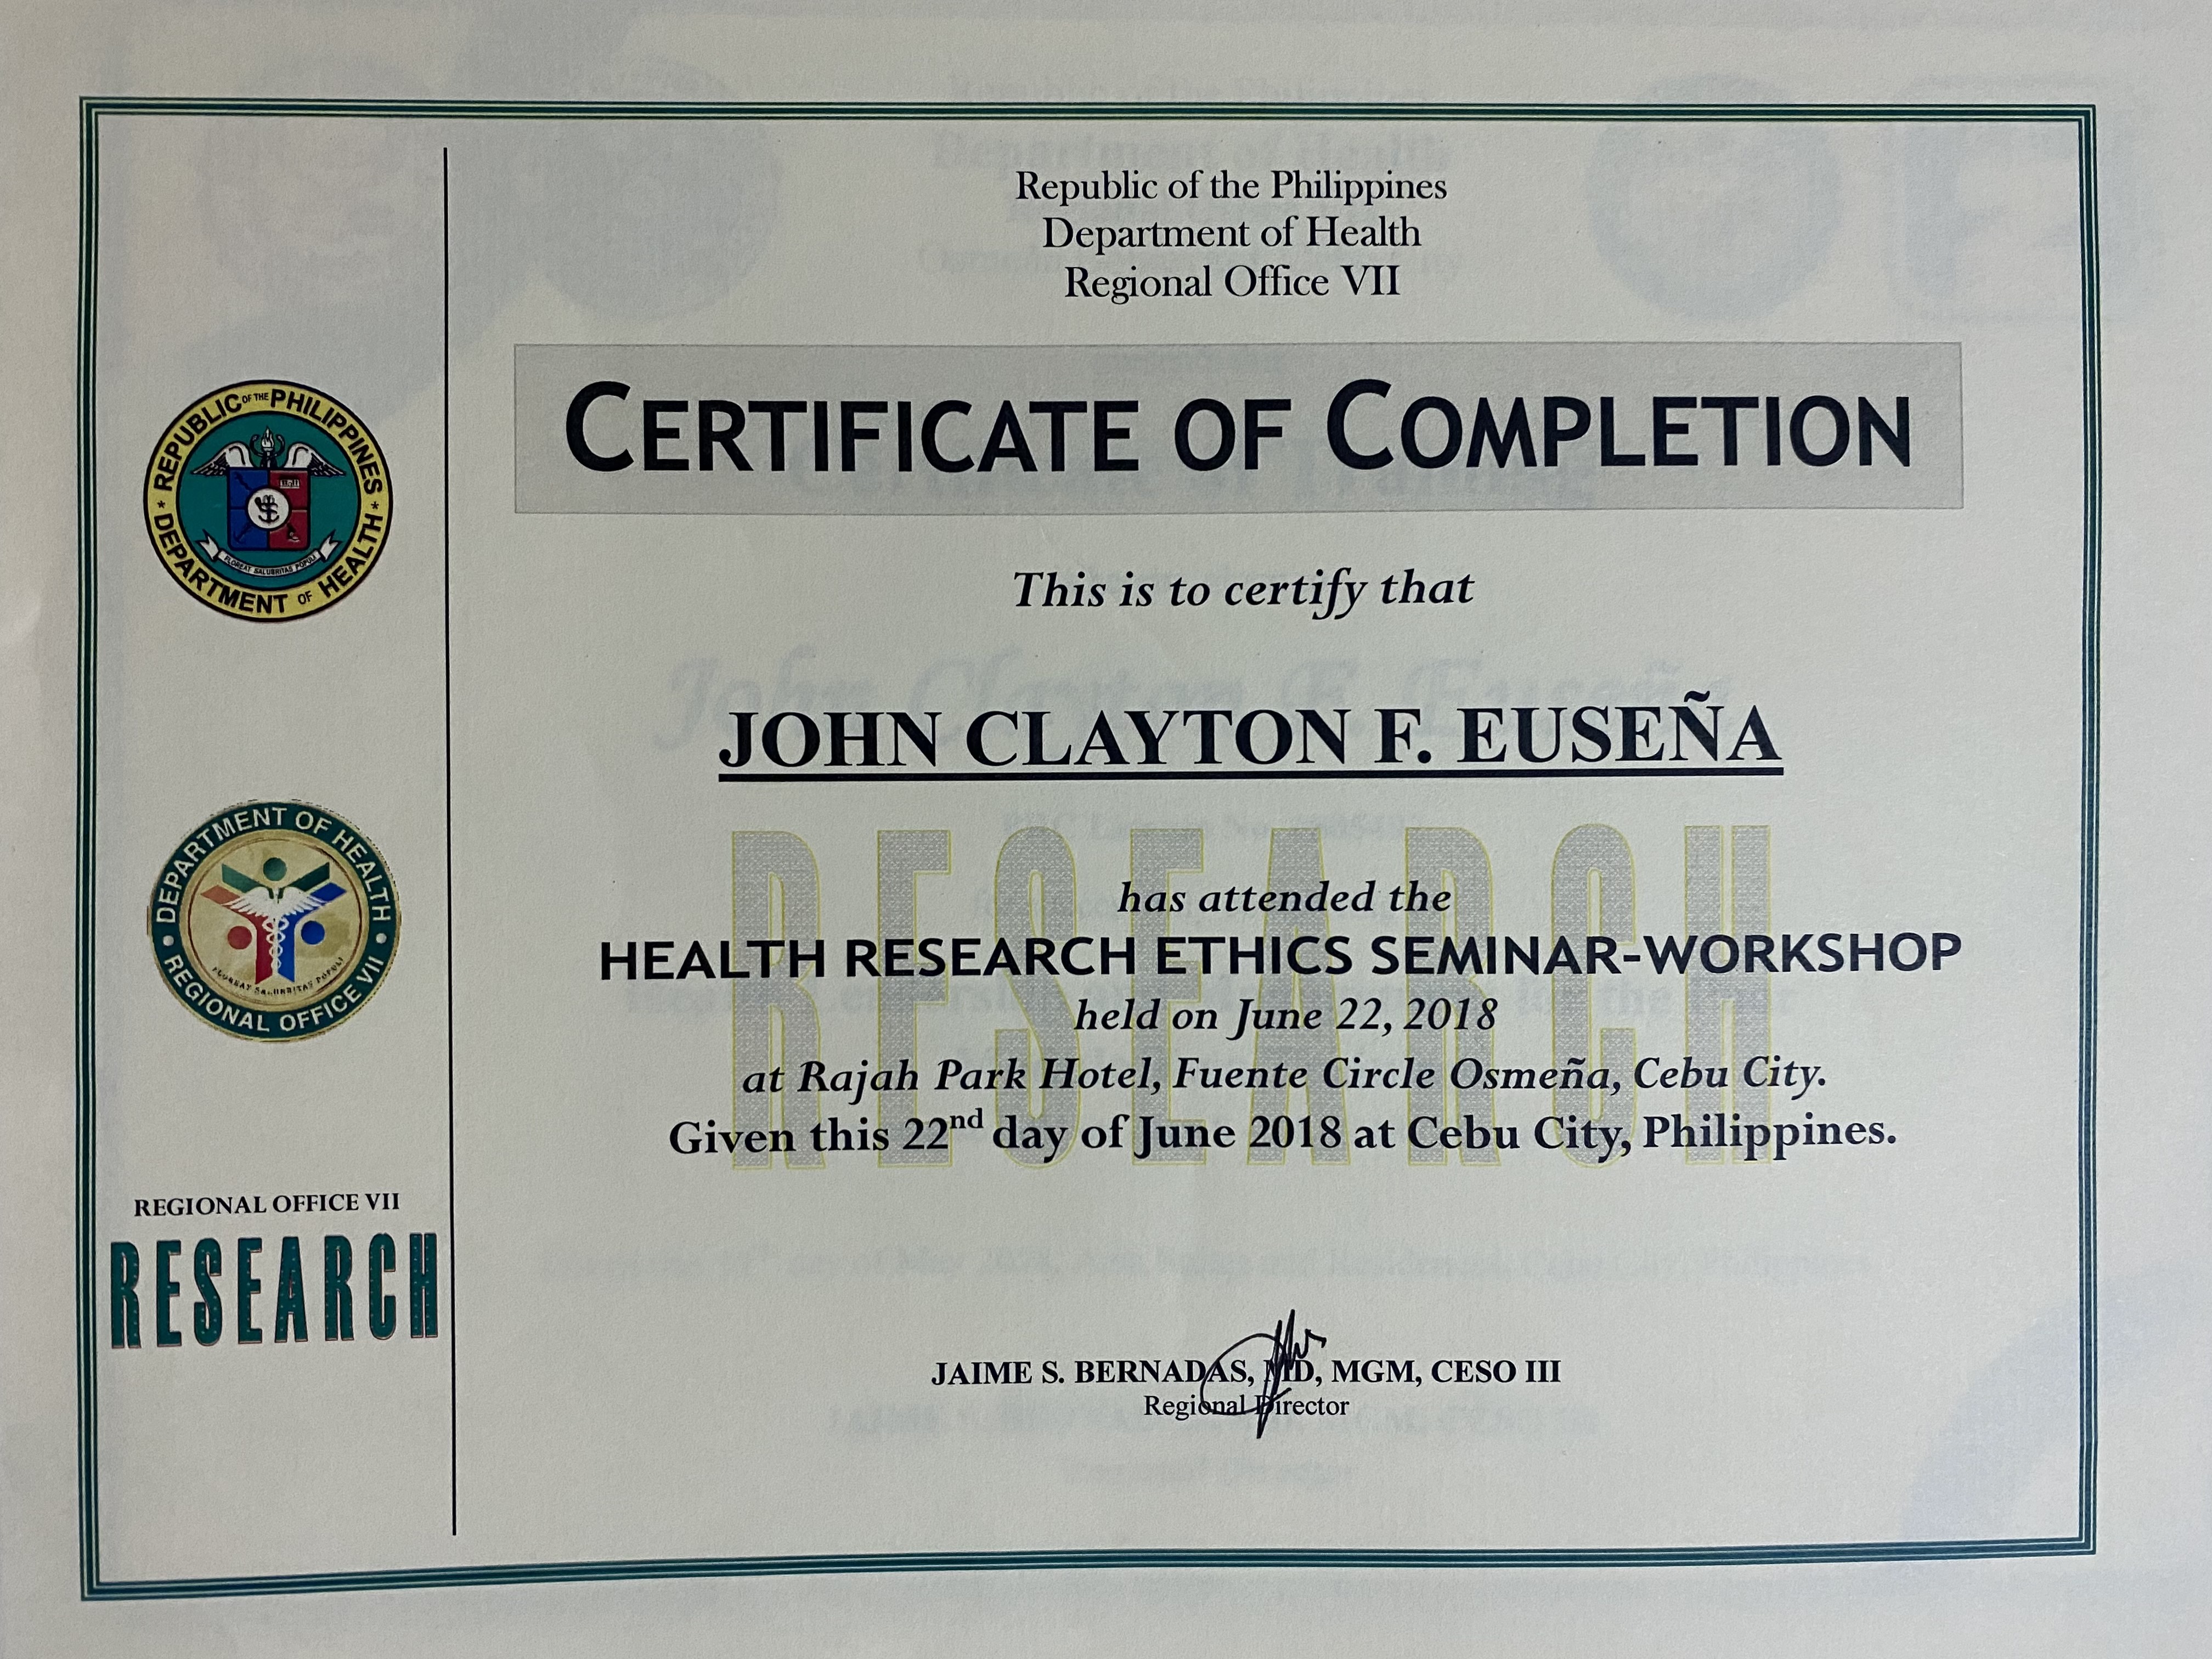 Republic of the Philippines
Department of Health
Regional Office VII
CERTIFICATE OF COMPLETION
This is to certify that
JOHN CLAYTON F. EUSEÑA
RESEARCH
has attended the
HEALTH RESEARCH ETHICS SEMINAR-WORKSHOP
held on June 22, 2018
at Rajah Park Hotel, Fuente Circle Osmeña, Cebu City.
Given this 22nd day of June 2018 at Cebu City, Philippines.
JAIME S. BERNADAS, MD, MGM, CESO III
Regional Director
REPUBLIC OF THE PHILIPPINES
DEPARTMENT OF HEALTH
FLOREAT SALUBRITAS POPULI
DEPARTMENT OF HEALTH
REGIONAL OFFICE VII
FLOREAT SALUBRITAS POPULI
REGIONAL OFFICE VII
RESEARCH